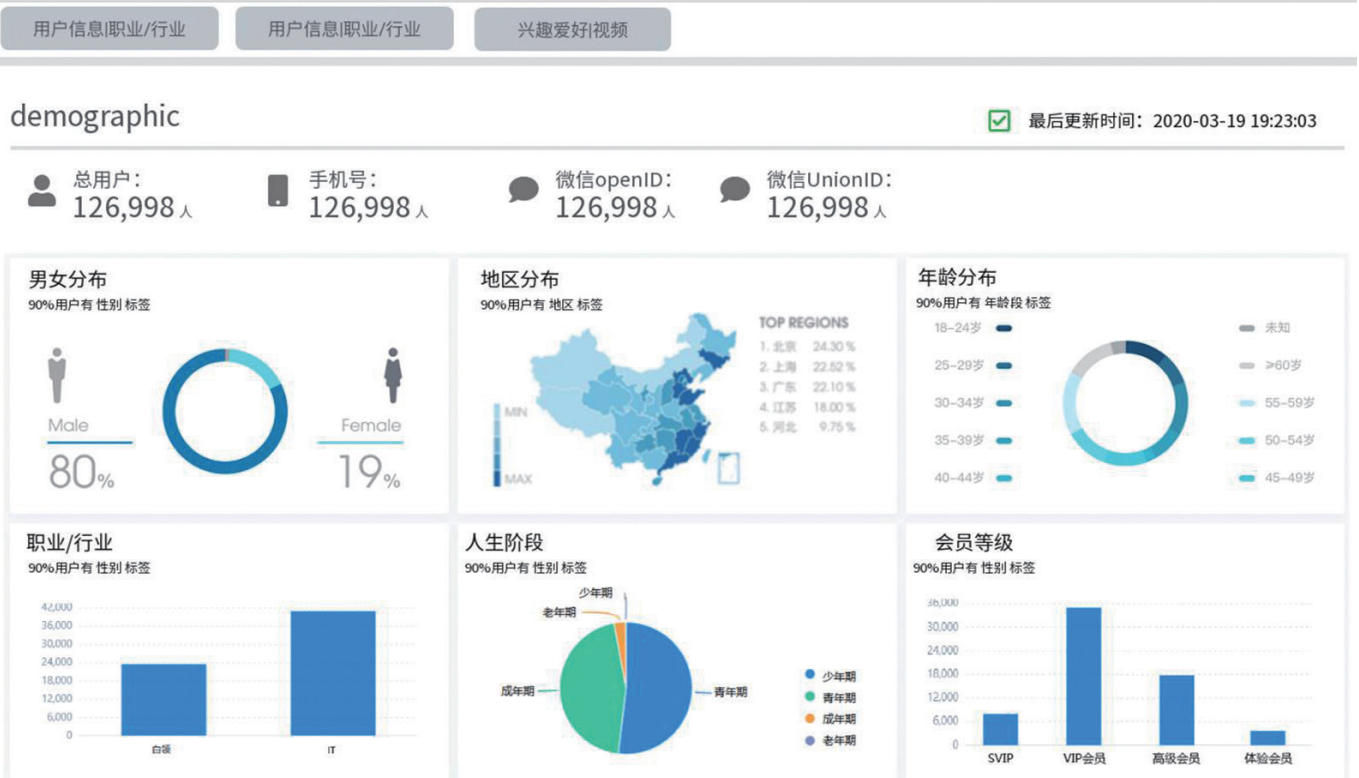 用户信息|职业/行业
用户信息|职业/行业
兴趣爱好|视频
demographic
最后更新时间：2020-03-19 19:23:03
总用户：
126,998人
手机号：
126,998人
微信openID：
126,998人
微信UnionID：
126,998人
男女分布
90%用户有 性别 标签
Male
80%
Female
19%
地区分布
90%用户有 地区 标签
MIN
MAX
TOP REGIONS
1. 北京 24.30 %
2. 上海 22.52 %
3. 广东 22.10 %
4. 江苏 18.00 %
5. 河北 9.75 %
年龄分布
90%用户有 年龄段 标签
18-24岁
25-29岁
30-34岁
35-39岁
40-44岁
未知
≥60岁
55-59岁
50-54岁
45-49岁
职业/行业
90%用户有 性别 标签
42,000
36,000
30,000
24,000
18,000
12,000
6,000
0
白领
IT
人生阶段
90%用户有 性别 标签
少年期
老年期
成年期
青年期
少年期
青年期
成年期
老年期
会员等级
90%用户有 性别 标签
36,000
30,000
24,000
18,000
12,000
6,000
0
SVIP
VIP会员
高级会员
体验会员